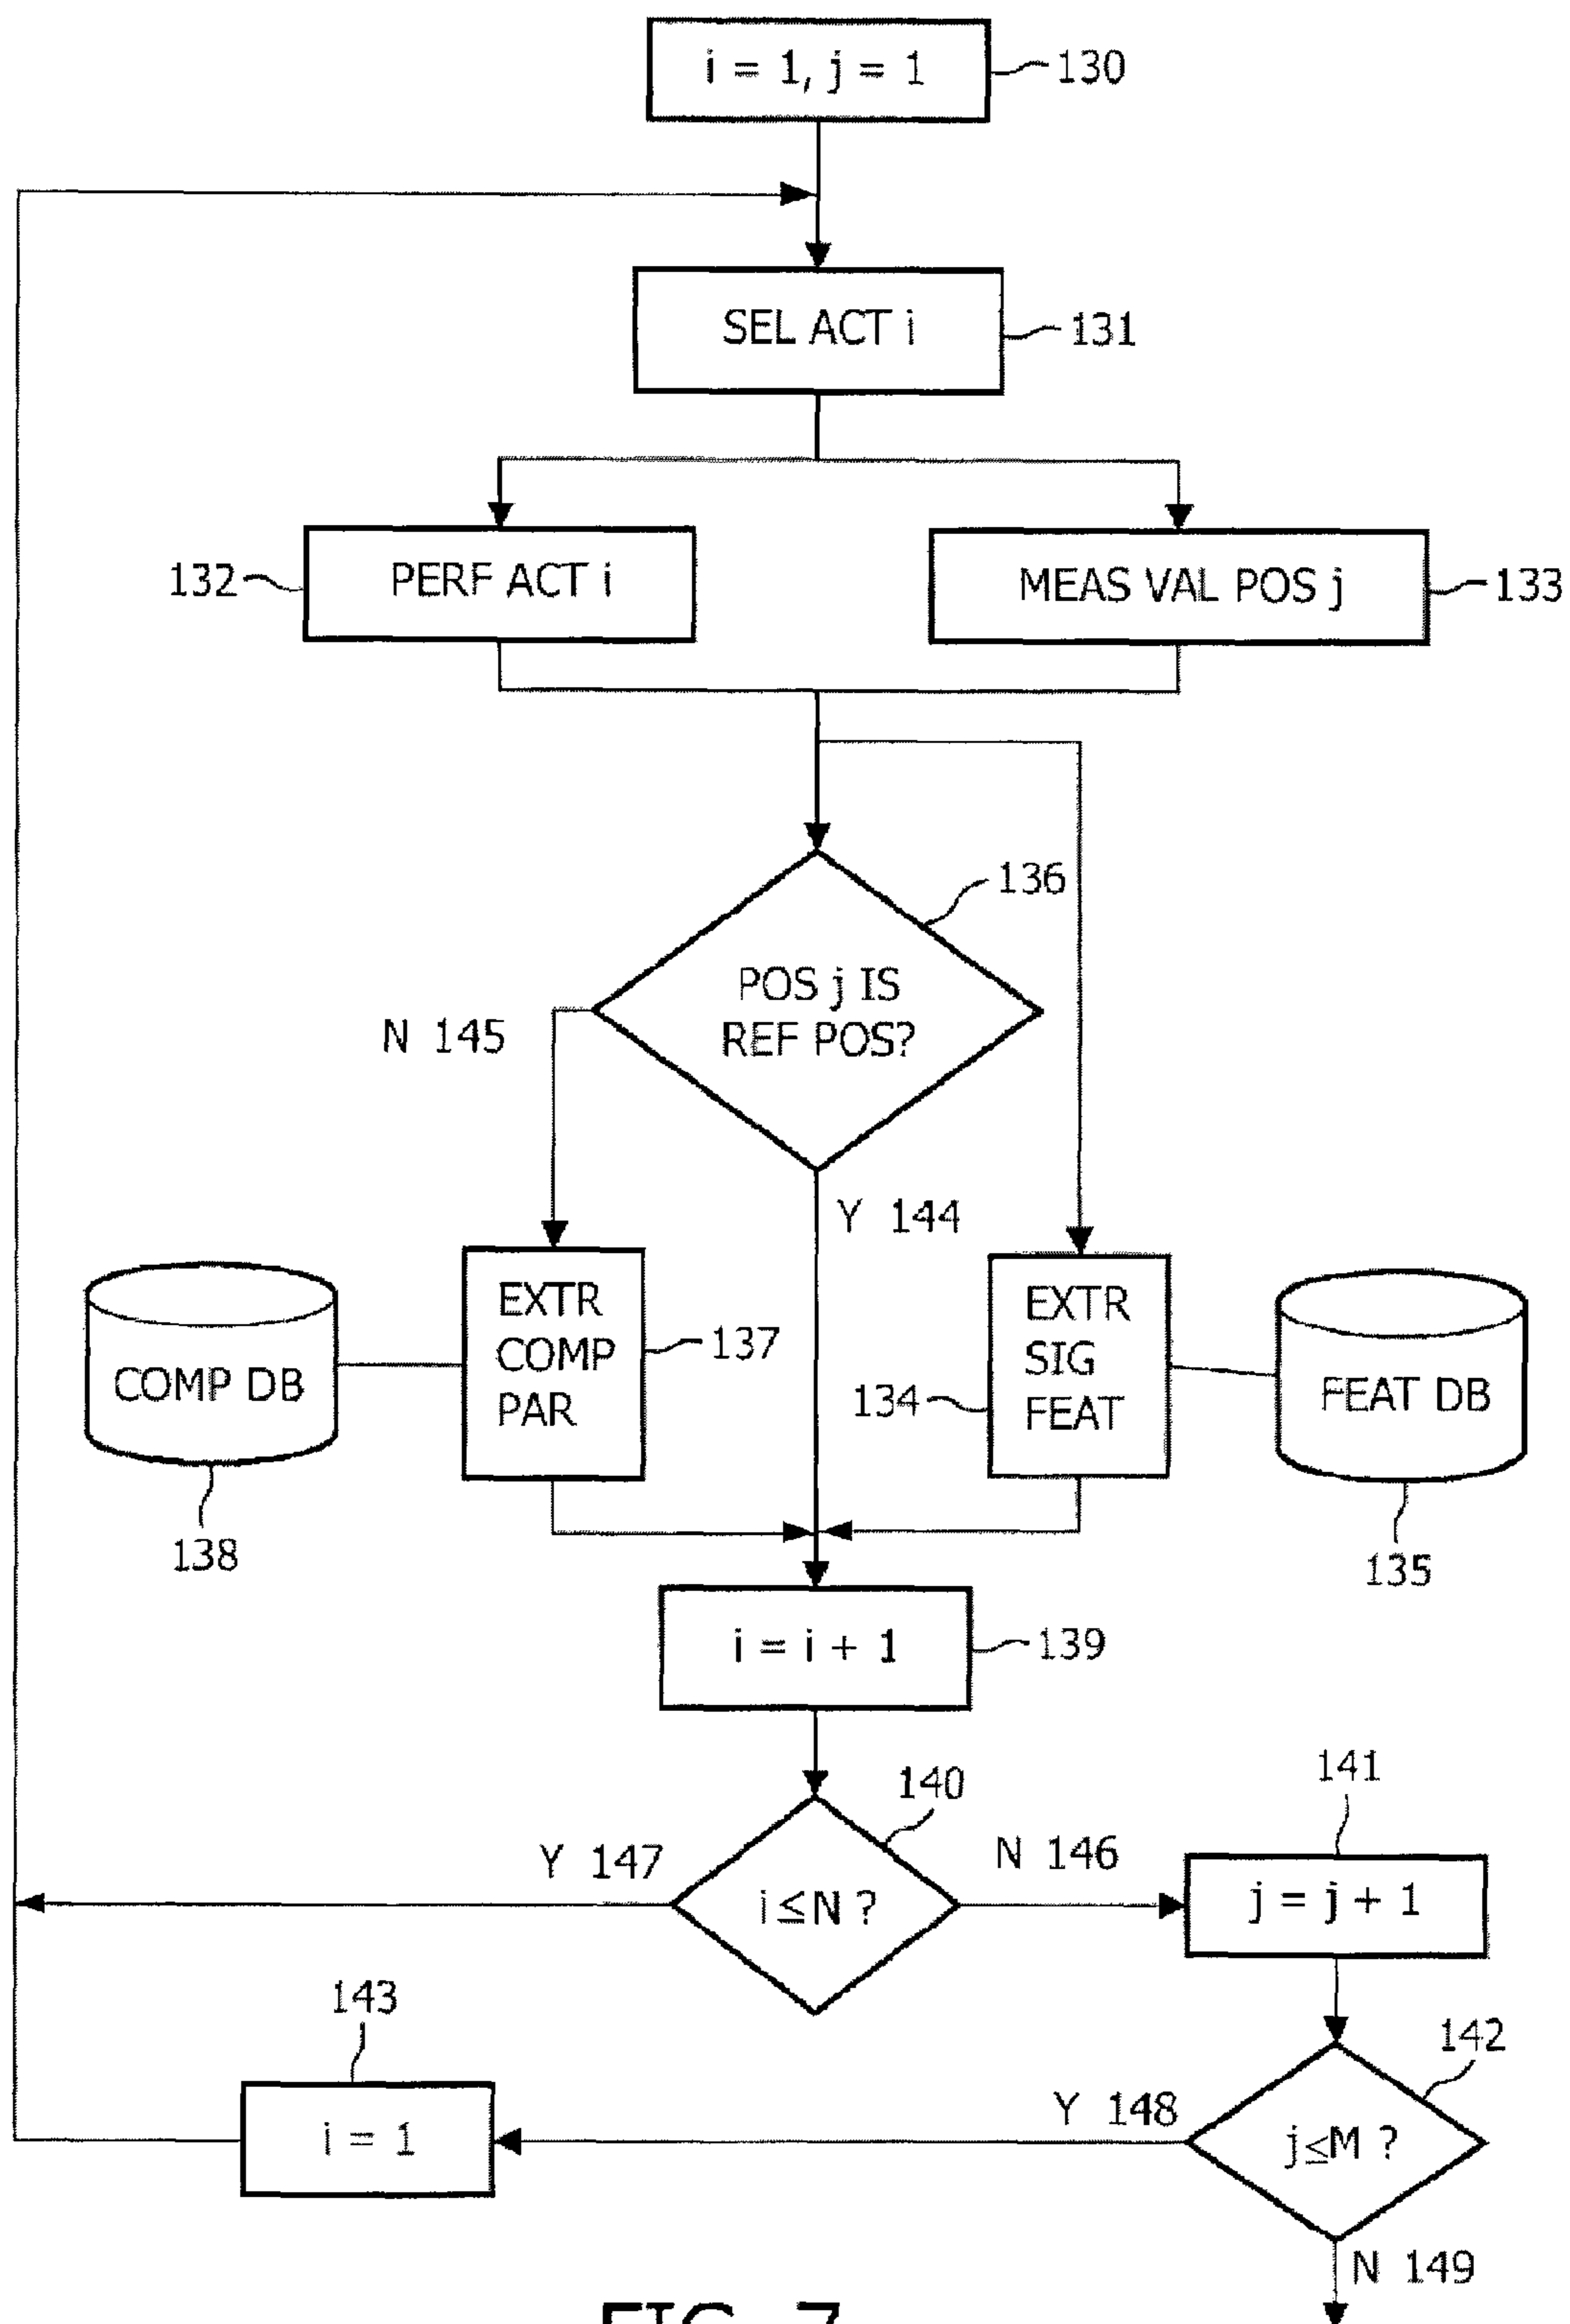 i = 1, j = 1
130
SEL ACT i
131
132
PERF ACT i
MEAS VAL POS j
133
136
POS j IS
REF POS?
N 145
Y 144
COMP DB
138
EXTR
COMP
PAR
137
134
EXTR
SIG
FEAT
FEAT DB
135
i = i + 1
139
140
i≤N ?
Y 147
N 146
141
j = j + 1
143
i = 1
142
j≤M ?
Y 148
N 149
FIG. 7